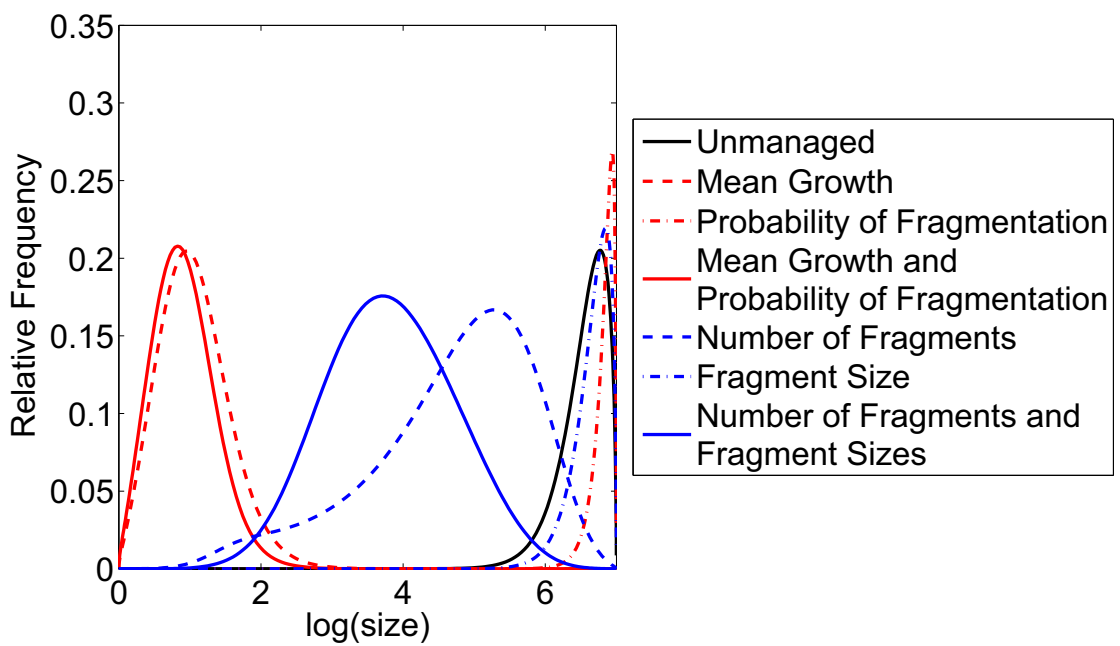 0.35
0.3
0.25
0.2
0.15
0.1
0.05
0
Relative Frequency
0 2 4 6
log(size)
Unmanaged
Mean Growth
Probability of Fragmentation
Mean Growth and
Probability of Fragmentation
Number of Fragments
Fragment Size
Number of Fragments and
Fragment Sizes